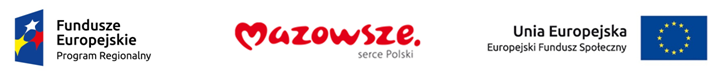 Fundusze
Europejskie
Program Regionalny
mazowsze.
serce Polski
Unia Europejska
Europejski Fundusz Społeczny